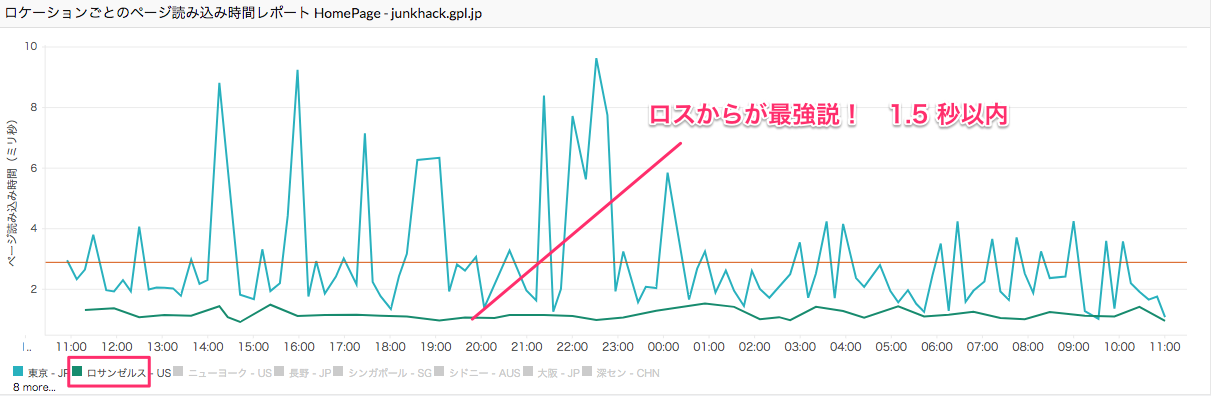 ロケーションごとのページ読み込み時間レポート HomePage - junkhack.gpl.jp
10
8
6
4
2
ページ読み込み時間（ミリ秒）
ロスからが最強説！ 1.5 秒以内
11:00 12:00 13:00 14:00 15:00 16:00 17:00 18:00 19:00 20:00 21:00 22:00 23:00 00:00 01:00 02:00 03:00 04:00 05:00 06:00 07:00 08:00 09:00 10:00 11:00
東京 - JP ロサンゼルス - US ニューヨーク - US 長野 - JP シンガポール - SG シドニー - AUS 大阪 - JP 深セン - CHN
8 more...